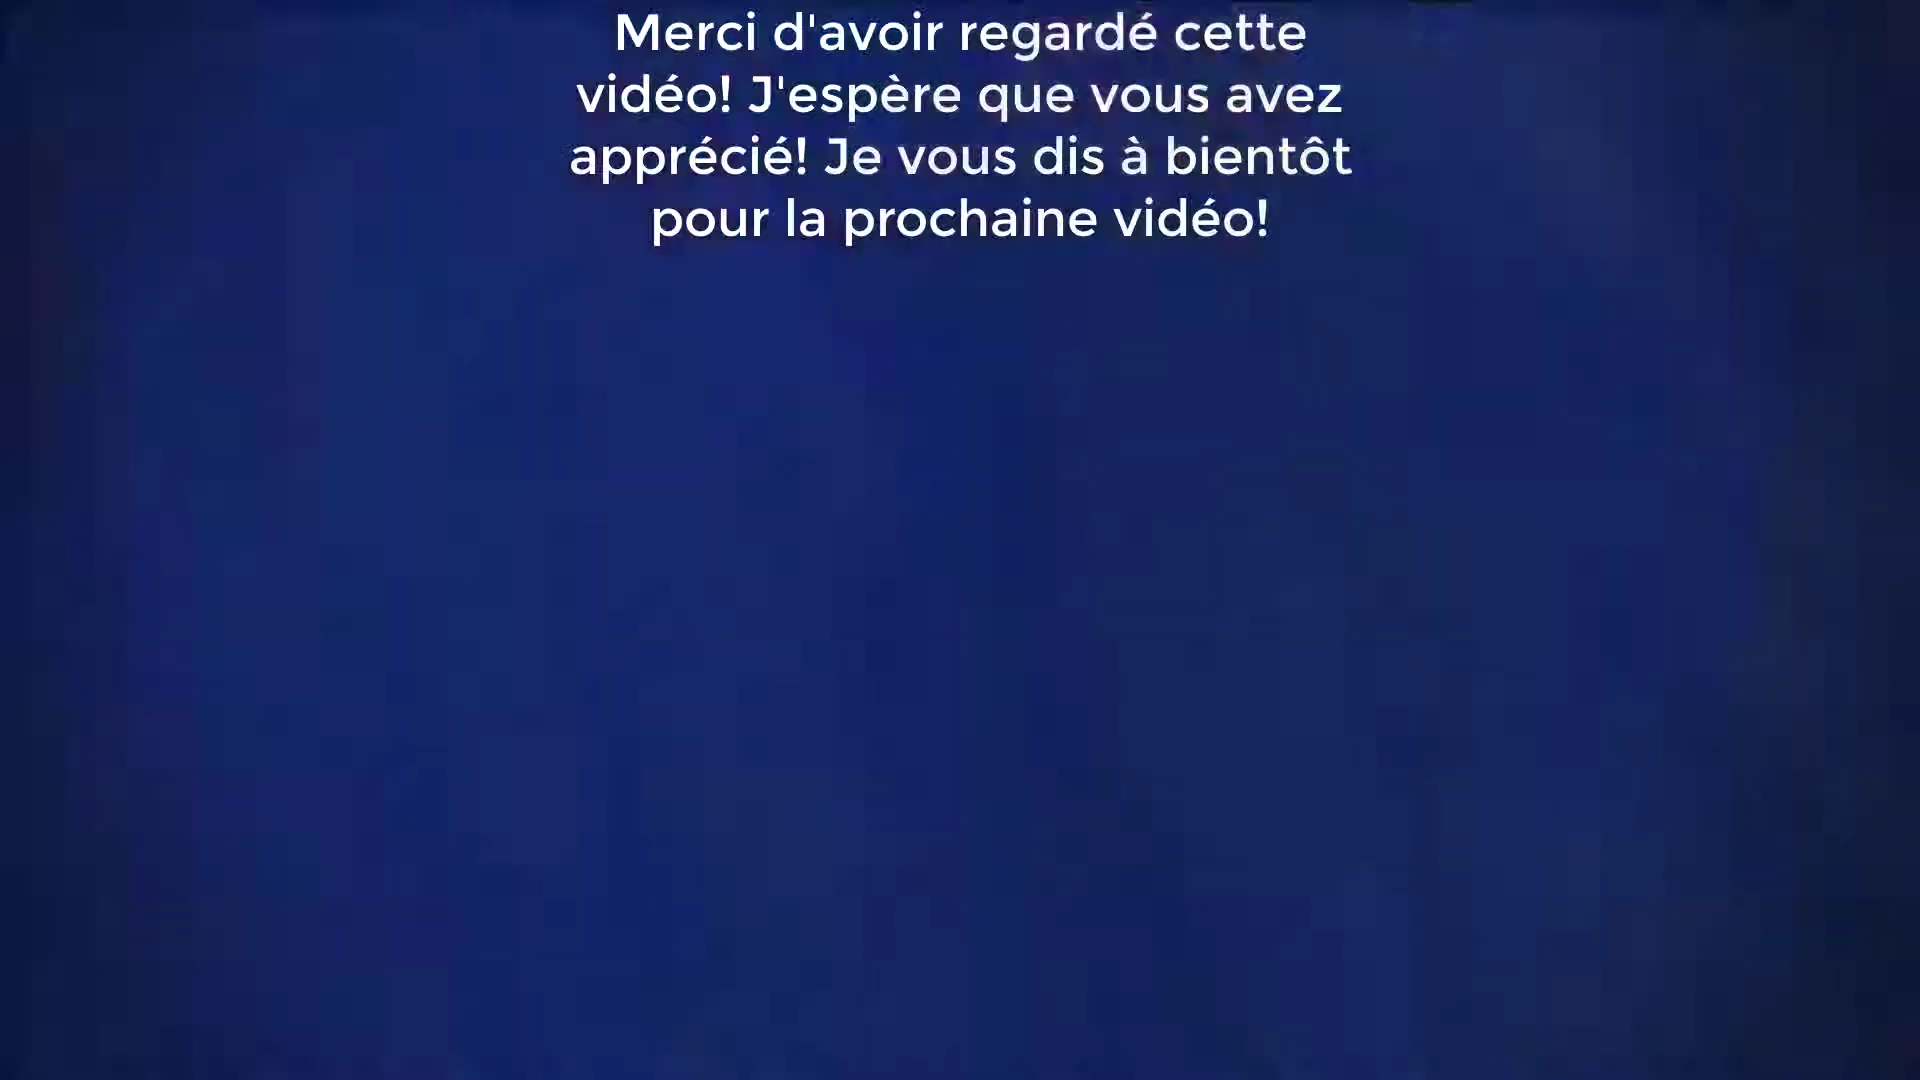 Merci d'avoir regardé cette
vidéo! J'espère que vous avez
apprécié! Je vous dis à bientôt
pour la prochaine vidéo!